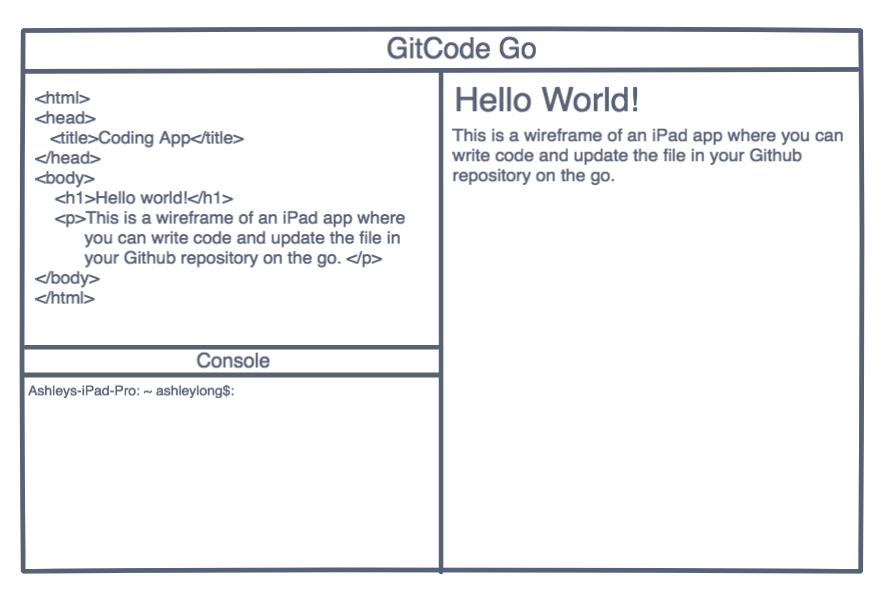 GitCode Go
<html>
<head>
<title>Coding App</title>
</head>
<body>
<h1>Hello world!</h1>
<p>This is a wireframe of an iPad app where
you can write code and update the file in
your Github repository on the go. </p>
</body>
</html>
Console
Ashleys-iPad-Pro: ~ ashleylong$:
Hello World!
This is a wireframe of an iPad app where you can
write code and update the file in your Github
repository on the go.